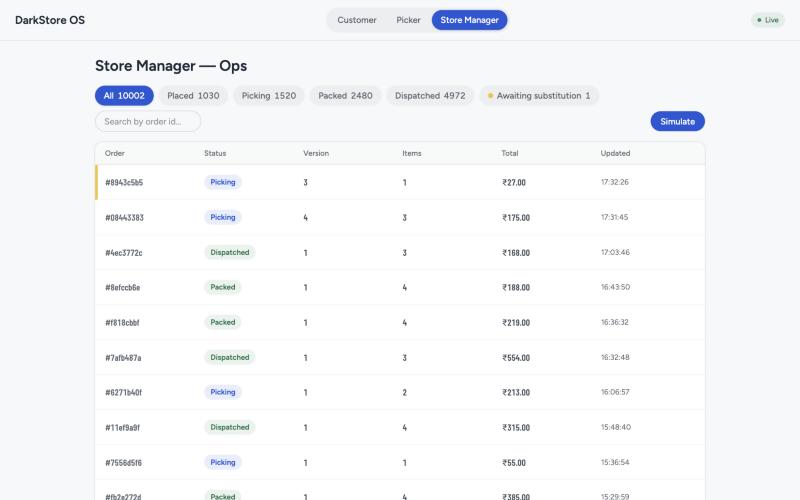 DarkStore OS Customer Picker Store Manager Live
Store Manager — Ops
All 10002 Placed 1030 Picking 1520 Packed 2480 Dispatched 4972 Awaiting substitution 1
Search by order id... Simulate
Order Status Version Items Total Updated
#8943c5b5 Picking 3 1 ₹27.00 17:32:26
#08443383 Picking 4 3 ₹175.00 17:31:45
#4ec3772c Dispatched 1 3 ₹168.00 17:03:46
#8efccb6e Packed 1 4 ₹188.00 16:43:50
#f818cbbf Packed 1 4 ₹219.00 16:36:32
#7afb487a Dispatched 1 3 ₹554.00 16:32:48
#6271b40f Picking 1 2 ₹213.00 16:06:57
#11ef9a9f Dispatched 1 4 ₹315.00 15:48:40
#7556d5f6 Picking 1 1 ₹55.00 15:36:54
#fb2e272d Packed 1 4 ₹385.00 15:29:59